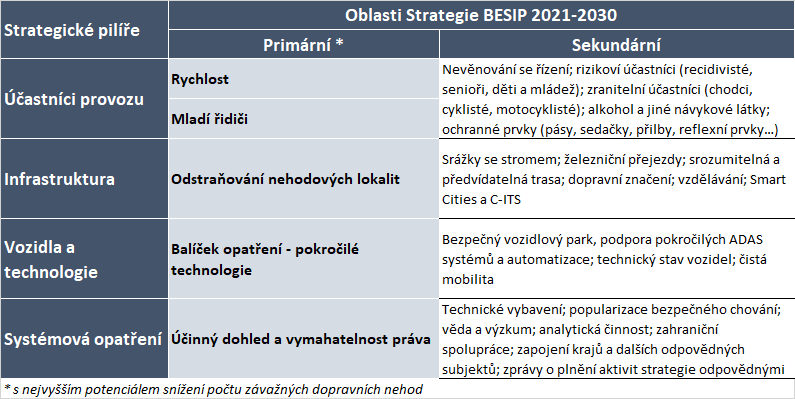 Strategické pilíře
Oblasti Strategie BESIP 2021-2030
Primární *
Sekundární
Účastníci provozu
Rychlost
Mladí řidiči
Nevěnování se řízení; rizikoví účastníci (recidivisté,
senioři, děti a mládež); zranitelní účastníci (chodci,
cyklisté, motocyklisté); alkohol a jiné návykové látky;
ochranné prvky (pásy, sedačky, přilby, reflexní prvky...)
Infrastruktura
Odstraňování nehodových lokalit
Srážky se stromem; železniční přejezdy; srozumitelná a
předvídatelná trasa; dopravní značení; vzdělávání; Smart
Cities a C-ITS
Vozidla a
technologie
Balíček opatření - pokročilé
technologie
Bezpečný vozidlový park, podpora pokročilých ADAS
systémů a automatizace; technický stav vozidel; čistá
mobilita
Systémová opatření
Účinný dohled a vymahatelnost práva
Technické vybavení; popularizace bezpečného chování;
věda a výzkum; analytická činnost; zahraniční
spolupráce; zapojení krajů a dalších odpovědných
subjektů; zprávy o plnění aktivit strategie odpovědnými
* s nejvyšším potenciálem snížení počtu závažných dopravních nehod